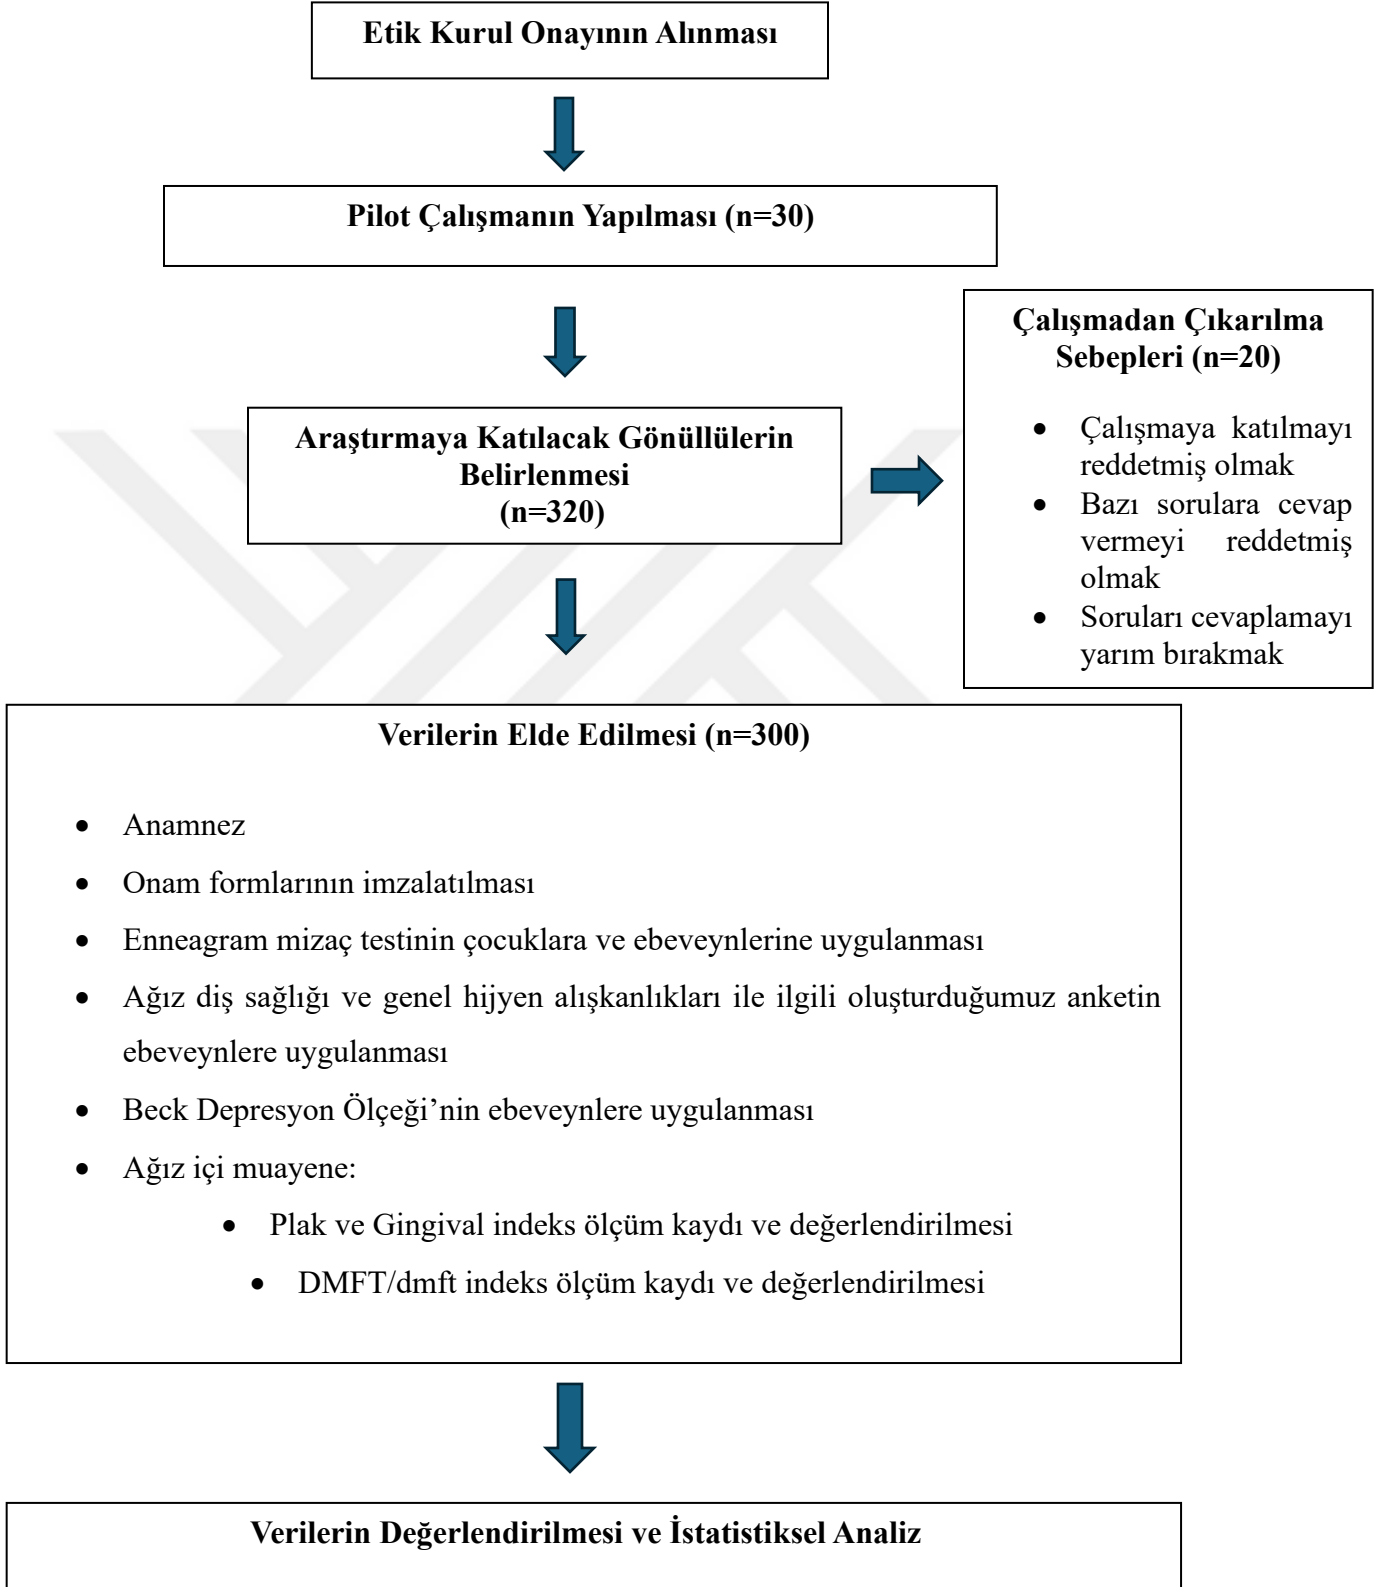 Etik Kurul Onayının Alınması
Pilot Çalışmanın Yapılması (n=30)
Araştırmaya Katılacak Gönüllülerin
Belirlenmesi
(n=320)
Çalışmadan Çıkarılma
Sebepleri (n=20)
• Çalışmaya katılmayı
reddetmiş olmak
• Bazı sorulara cevap
vermeyi reddetmiş
olmak
• Soruları cevaplamayı
yarım bırakmak
Verilerin Elde Edilmesi (n=300)
• Anamnez
• Onam formlarının imzalatılması
• Enneagram mizaç testinin çocuklara ve ebeveynlerine uygulanması
• Ağız diş sağlığı ve genel hijyen alışkanlıkları ile ilgili oluşturduğumuz anketin
ebeveynlere uygulanması
• Beck Depresyon Ölçeği’nin ebeveynlere uygulanması
• Ağız içi muayene:
• Plak ve Gingival indeks ölçüm kaydı ve değerlendirilmesi
• DMFT/dmft indeks ölçüm kaydı ve değerlendirilmesi
Verilerin Değerlendirilmesi ve İstatistiksel Analiz